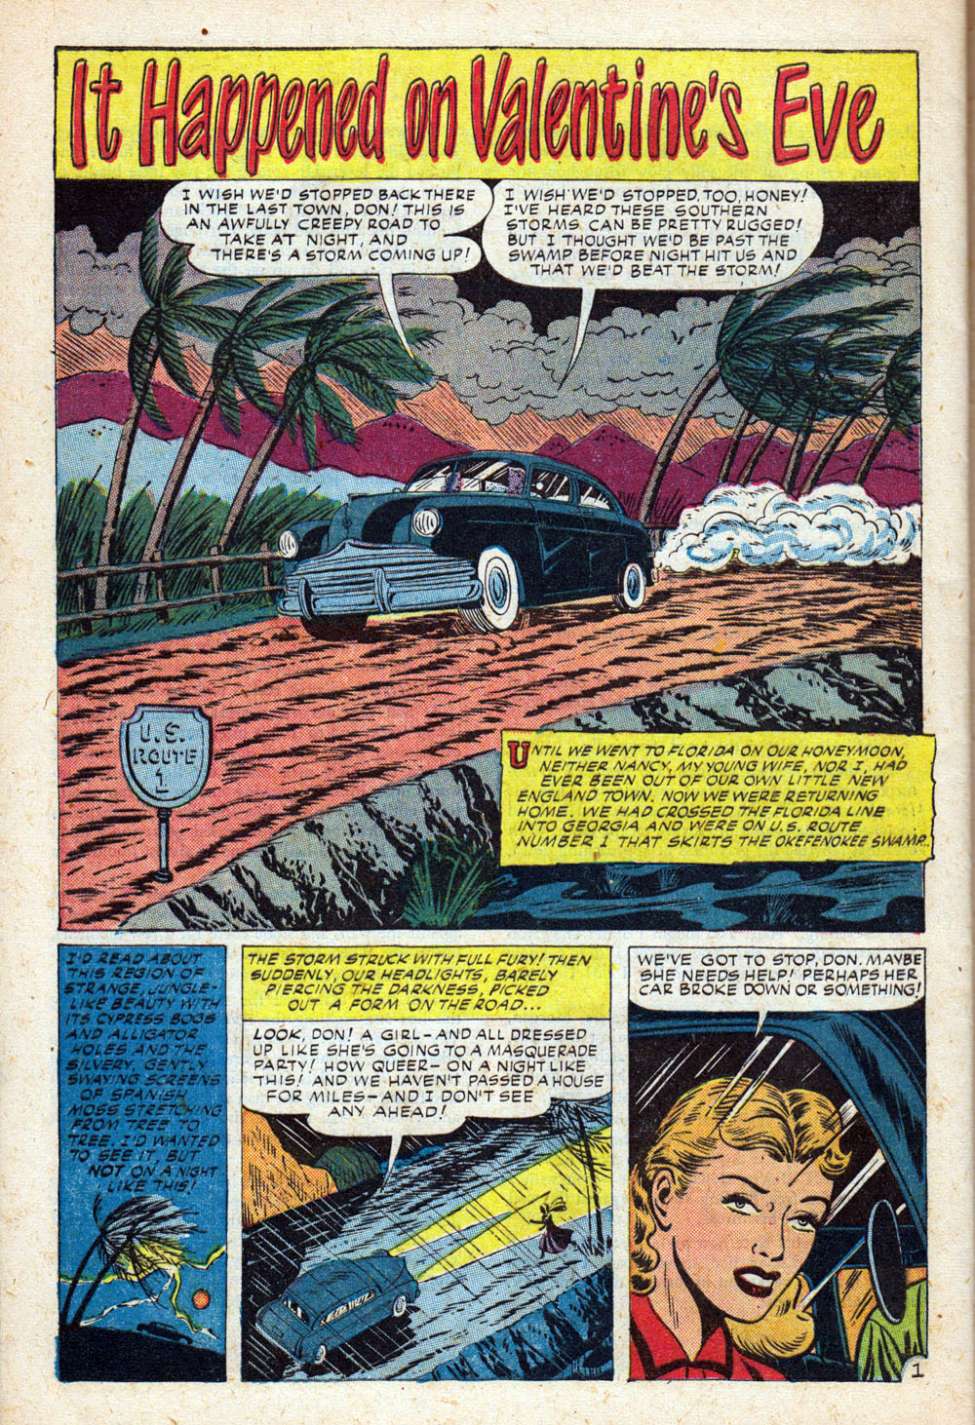 It Happened on Valentine's Eve
I WISH WE'D STOPPED BACK THERE
IN THE LAST TOWN, DON! THIS IS
AN AWFULLY CREEPY ROAD TO
TAKE AT NIGHT, AND
THERE'S A STORM COMING UP!
I WISH WE'D STOPPED, TOO, HONEY!
I'VE HEARD THESE SOUTHERN
STORMS CAN BE PRETTY RUGGED!
BUT I THOUGHT WE'D BE PAST THE
SWAMP BEFORE NIGHT HIT US AND
THAT WE'D BEAT THE STORM!
U.S.
ROUTE
1
UNTIL WE WENT TO FLORIDA ON OUR HONEYMOON,
NEITHER NANCY, MY YOUNG WIFE, NOR I, HAD
EVER BEEN OUT OF OUR OWN LITTLE NEW
ENGLAND TOWN. NOW WE WERE RETURNING
HOME. WE HAD CROSSED THE FLORIDA LINE
INTO GEORGIA AND WERE ON U.S. ROUTE
NUMBER 1 THAT SKIRTS THE OKEFENOKEE SWAMP..
I'D READ ABOUT
THIS REGION OF
STRANGE, JUNGLE-
LIKE BEAUTY WITH
ITS CYPRESS BOGS
AND ALLIGATOR
HOLES AND THE
SILVERY, GENTLY
SWAYING SCREENS
OF SPANISH
MOSS STRETCHING
FROM TREE TO
TREE. I'D WANTED
TO SEE IT, BUT
NOT ON A NIGHT
LIKE THIS!
THE STORM STRUCK WITH FULL FURY! THEN
SUDDENLY, OUR HEADLIGHTS, BARELY
PIERCING THE DARKNESS, PICKED
OUT A FORM ON THE ROAD...
LOOK, DON! A GIRL-AND ALL DRESSED
UP LIKE SHE'S GOING TO A MASQUERADE
PARTY! HOW QUEER-ON A NIGHT LIKE
THIS! AND WE HAVEN'T PASSED A HOUSE
FOR MILES-AND I DON'T SEE
ANY AHEAD!
WE'VE GOT TO STOP, DON. MAYBE
SHE NEEDS HELP! PERHAPS HER
CAR BROKE DOWN OR SOMETHING!
1